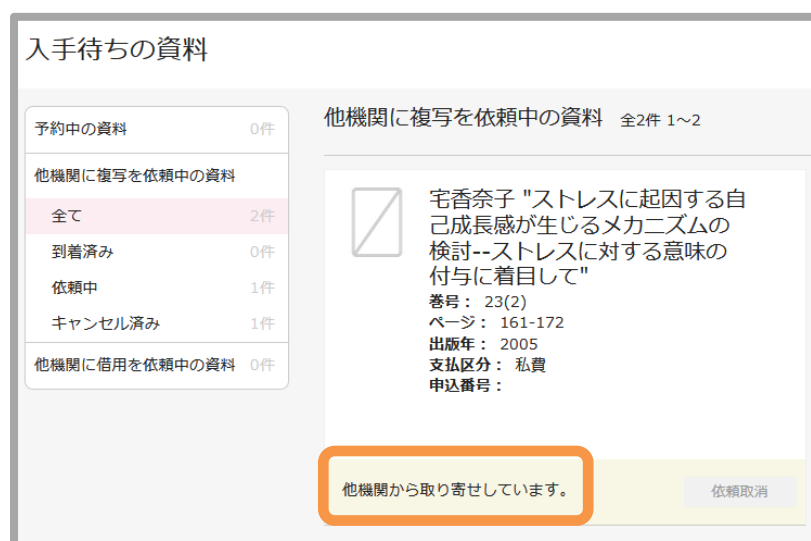 入手待ちの資料
予約中の資料 0件
他機関に複写を依頼中の資料
全て 2件
到着済み 0件
依頼中 1件
キャンセル済み 1件
他機関に借用を依頼中の資料 0件
他機関に複写を依頼中の資料 全2件 1~2
宅香奈子 "ストレスに起因する自
己成長感が生じるメカニズムの
検討--ストレスに対する意味の
付与に着目して"
巻号： 23(2)
ページ： 161-172
出版年： 2005
支払区分： 私費
申込番号：
他機関から取り寄せしています。
依頼取消